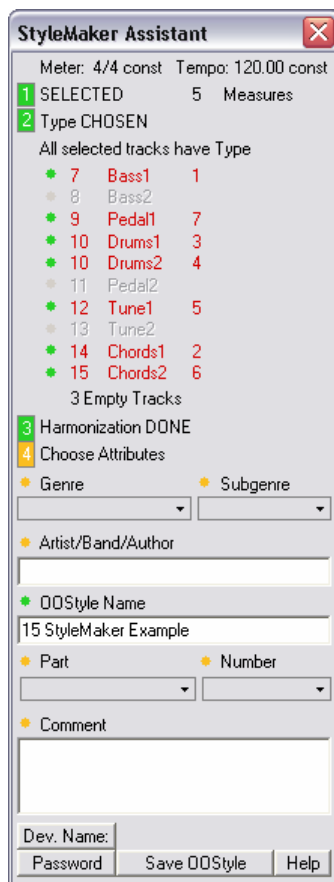 StyleMaker Assistant
Meter: 4/4 const Tempo: 120.00 const
1 SELECTED 5 Measures
2 Type CHOSEN
All selected tracks have Type
7 Bass1 1
8 Bass2
9 Pedal1 7
10 Drums1 3
10 Drums2 4
11 Pedal2
12 Tune1 5
13 Tune2
14 Chords1 2
15 Chords2 6
3 Empty Tracks
3 Harmonization DONE
4 Choose Attributes
Genre Subgenre
Artist/Band/Author
OOStyle Name
15 StyleMaker Example
Part Number
Comment
Dev. Name:
Password Save OOStyle Help